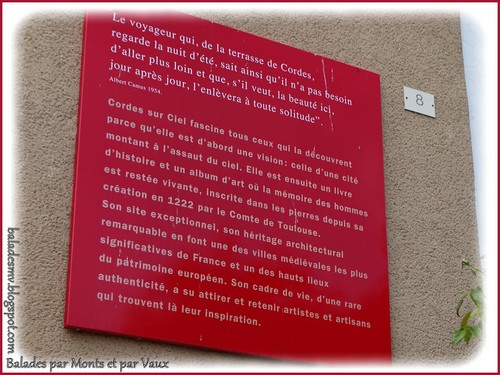 Le voyageur qui, de la terrasse de Cordes,
regarde la nuit d'été, sait ainsi qu'il n'a pas besoin
d'aller plus loin et que, s'il veut, la beauté ici,
jour après jour, l'enlèvera à toute solitude".
Albert Camus 1954.
Cordes sur Ciel fascine tous ceux qui la découvrent
parce qu'elle est d'abord une vision: celle d'une cité
montant à l'assaut du ciel. Elle est ensuite un livre
d'histoire et un album d'art où la mémoire des hommes
est restée vivante, inscrite dans les pierres depuis sa
création en 1222 par le Comte de Toulouse.
Son site exceptionnel, son héritage architectural
remarquable en font une des villes médiévales les plus
significatives de France et un des hauts lieux
du patrimoine européen. Son cadre de vie, d'une rare
authenticité, a su attirer et retenir artistes et artisans
qui trouvent là leur inspiration.
8
baladesmv.blogspot.com
Balades par Monts et par Vaux